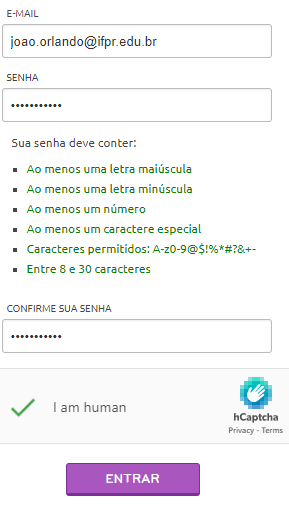 E-MAIL
joao.orlando@ifpr.edu.br
SENHA
•••••••••••
Sua senha deve conter:
Ao menos uma letra maiúscula
Ao menos uma letra minúscula
Ao menos um número
Ao menos um caractere especial
Caracteres permitidos: A-z0-9@$!%*#?&+-
Entre 8 e 30 caracteres
CONFIRME SUA SENHA
•••••••••••
I am human
hCaptcha
Privacy - Terms
ENTRAR